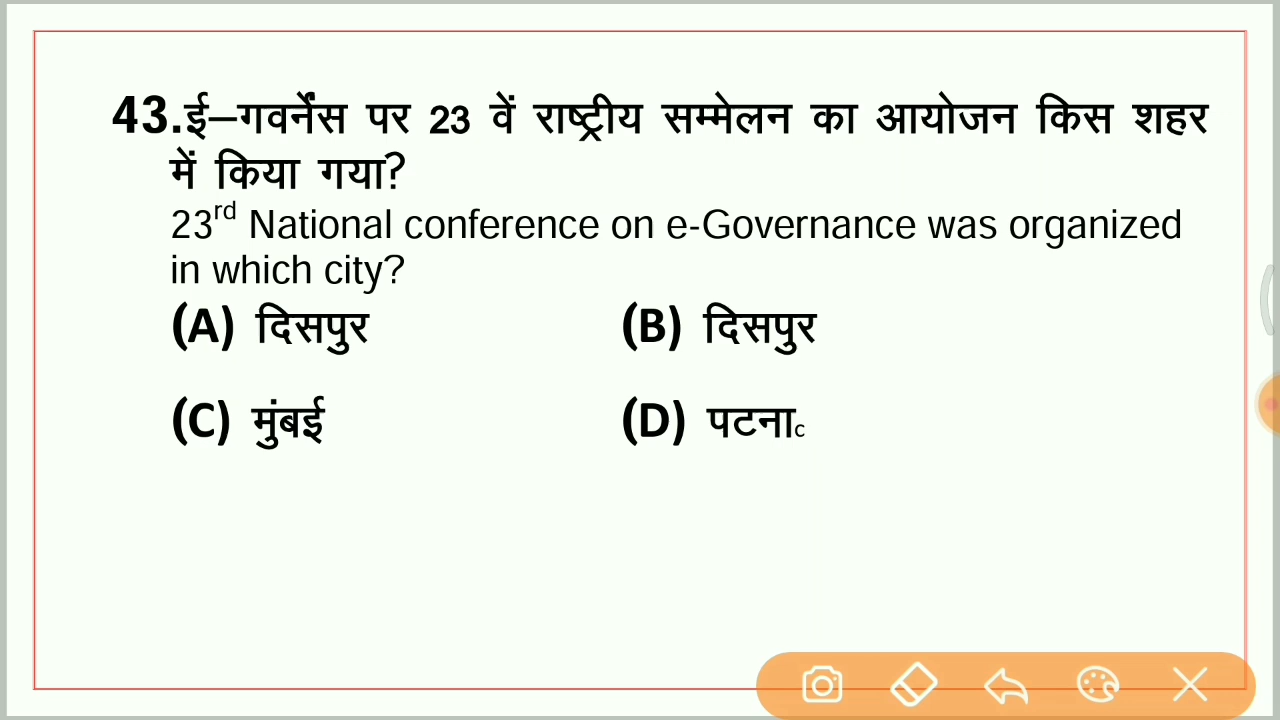 43.ई–गवर्नेंस पर 23 वें राष्ट्रीय सम्मेलन का आयोजन किस शहर
में किया गया?
23rd National conference on e-Governance was organized
in which city?
(A) दिसपुर (B) दिसपुर
(C) मुंबई (D) पटनाc